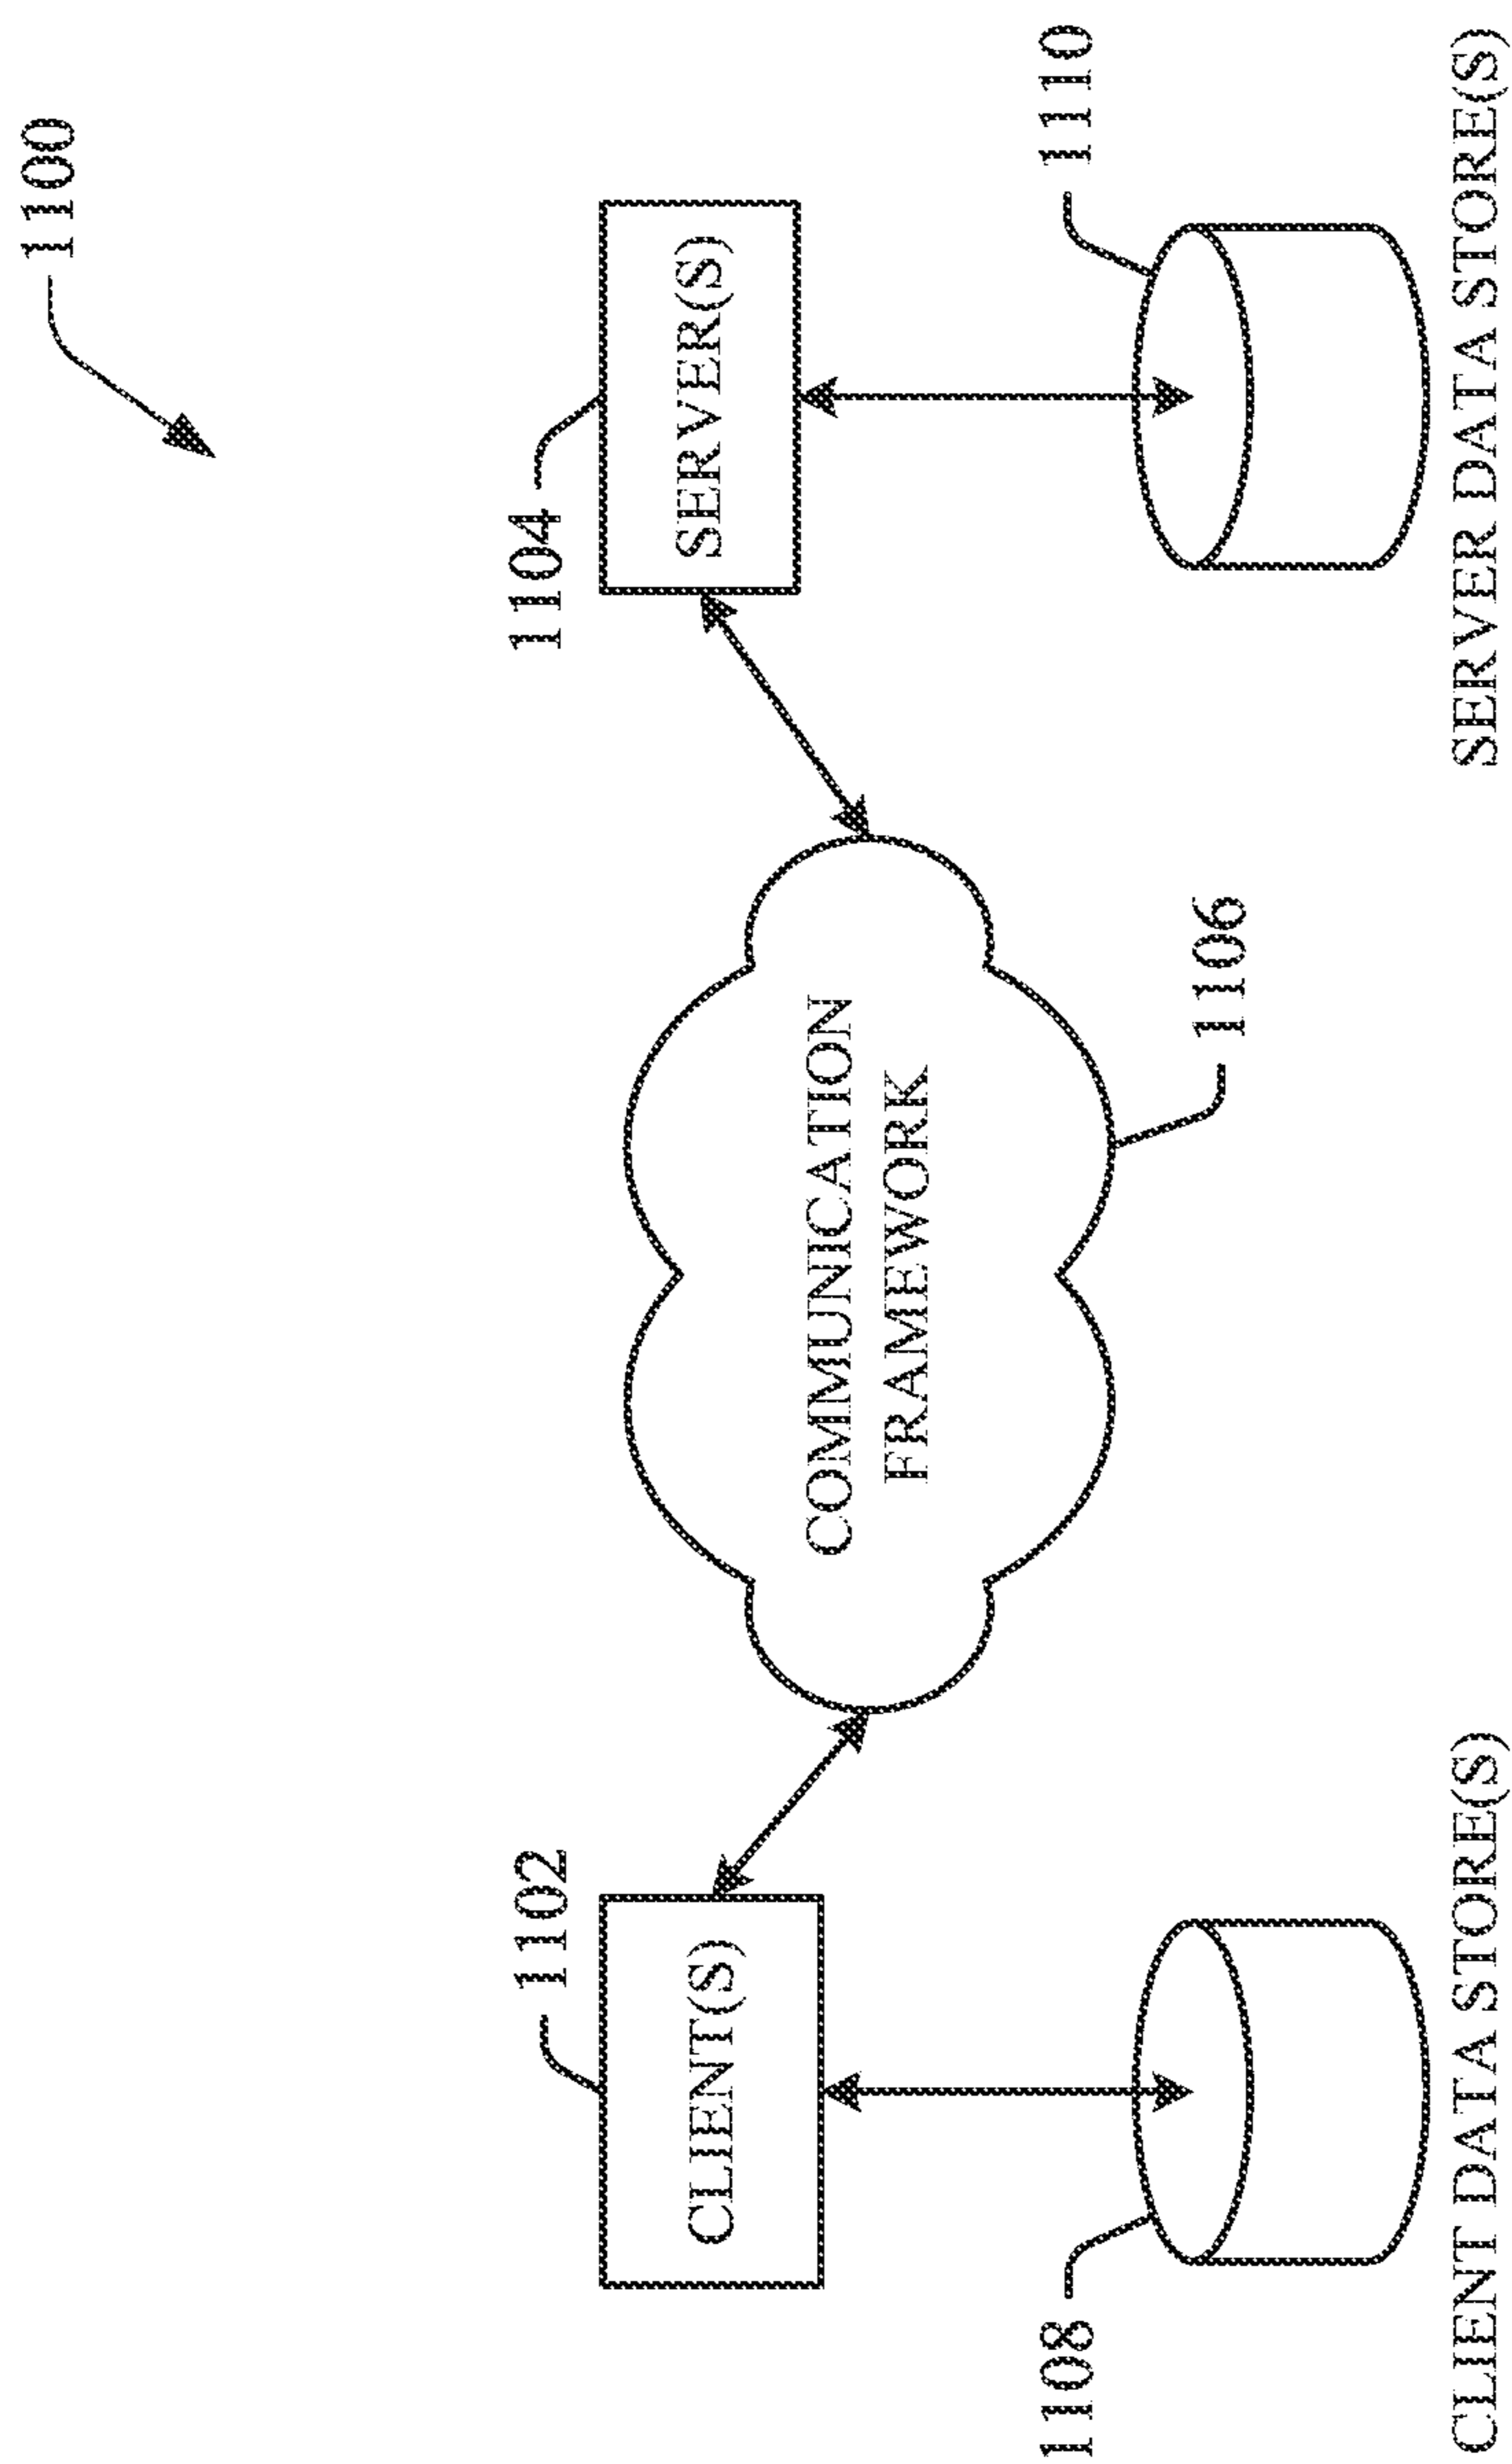 1100
1102
CLIENT(S)
1104
SERVER(S)
COMMUNICATION
FRAMEWORK
1106
1108
1110
CLIENT DATA STORE(S)
SERVER DATA STORE(S)